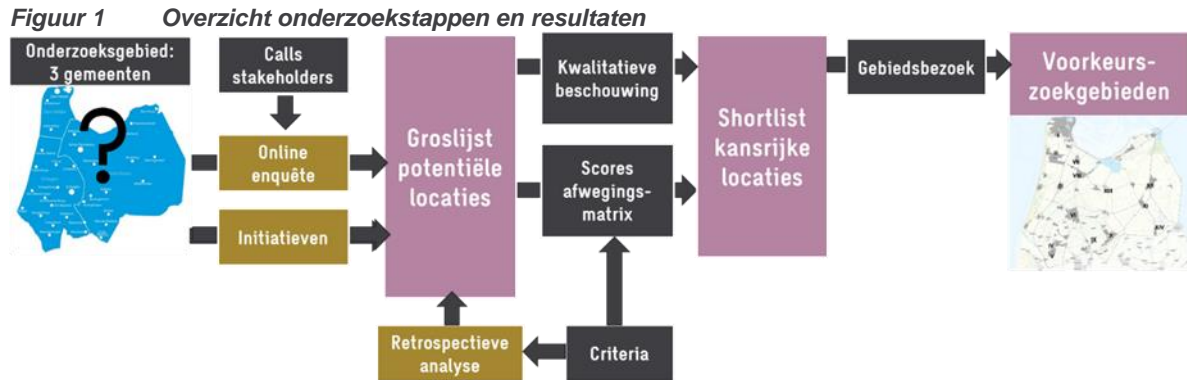 Figuur 1 Overzicht onderzoekstappen en resultaten
Onderzoeksgebied:
3 gemeenten
?
Calls
stakeholders
Online
enquête
Initiatieven
Groslijst
potentiële
locaties
Retrospectieve
analyse
Kwalitatieve
beschouwing
Scores
afwegings-
matrix
Criteria
Shortlist
kansrijke
locaties
Gebiedsbezoek
Voorkeurs-
zoekgebieden